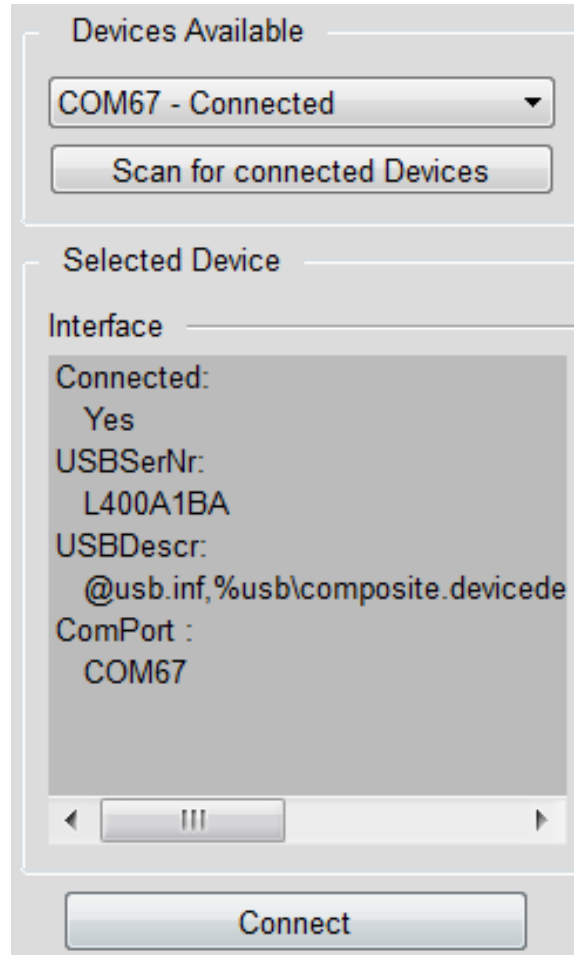 Devices Available
COM67 - Connected
Scan for connected Devices
Selected Device
Interface
Connected:
Yes
USBSerNr:
L400A1BA
USBDescr:
@usb.inf,%usb\composite.devicede
ComPort :
COM67
Connect